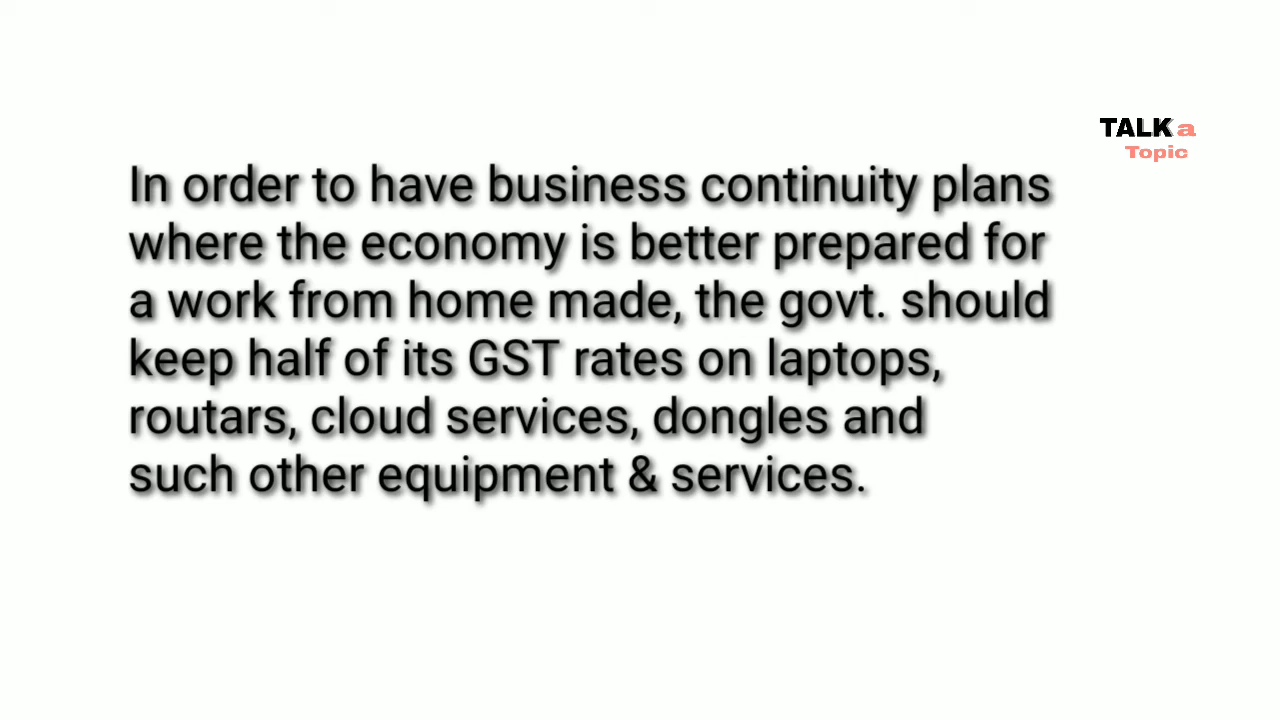 TALK a
Topic
In order to have business continuity plans
where the economy is better prepared for
a work from home made, the govt. should
keep half of its GST rates on laptops,
routars, cloud services, dongles and
such other equipment & services.